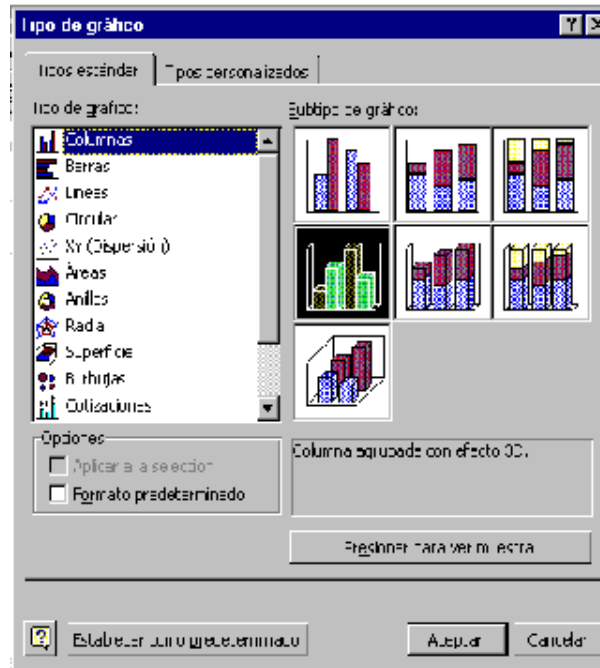 Tipo de gráfico
Tipos estándar
Tipos personalizados
Tipo de gráfico:
Subtipo de gráfico:
Columnas
Barras
Líneas
Circular
XY (Dispersión)
Áreas
Anillos
Radial
Superficie
Burbujas
Cotizaciones
Opciones
Aplicar a la selección
Formato predeterminado
Columna agrupada con efecto 3D.
Presionar para ver muestra
Establecer como predeterminado
Aceptar
Cancelar